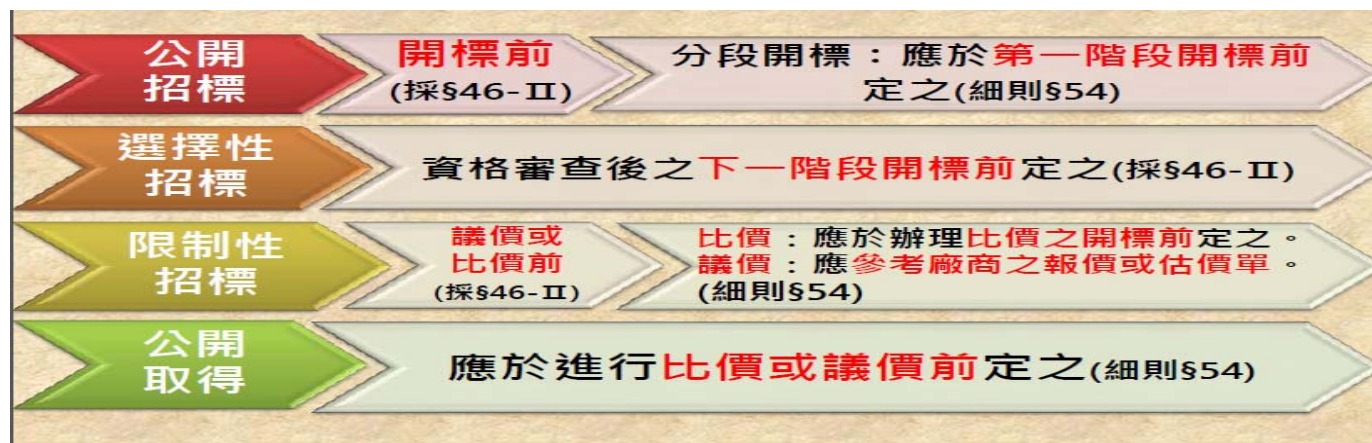 公開
招標
開標前
(採§46-II)
分段開標：應於第一階段開標前
定之(細則§54)
選擇性
招標
資格審查後之下一階段開標前定之(採§46-II)
限制性
招標
議價或
比價前
(採§46-II)
比價：應於辦理比價之開標前定之。
議價：應參考廠商之報價或估價單。
(細則§54)
公開
取得
應於進行比價或議價前定之(細則§54)